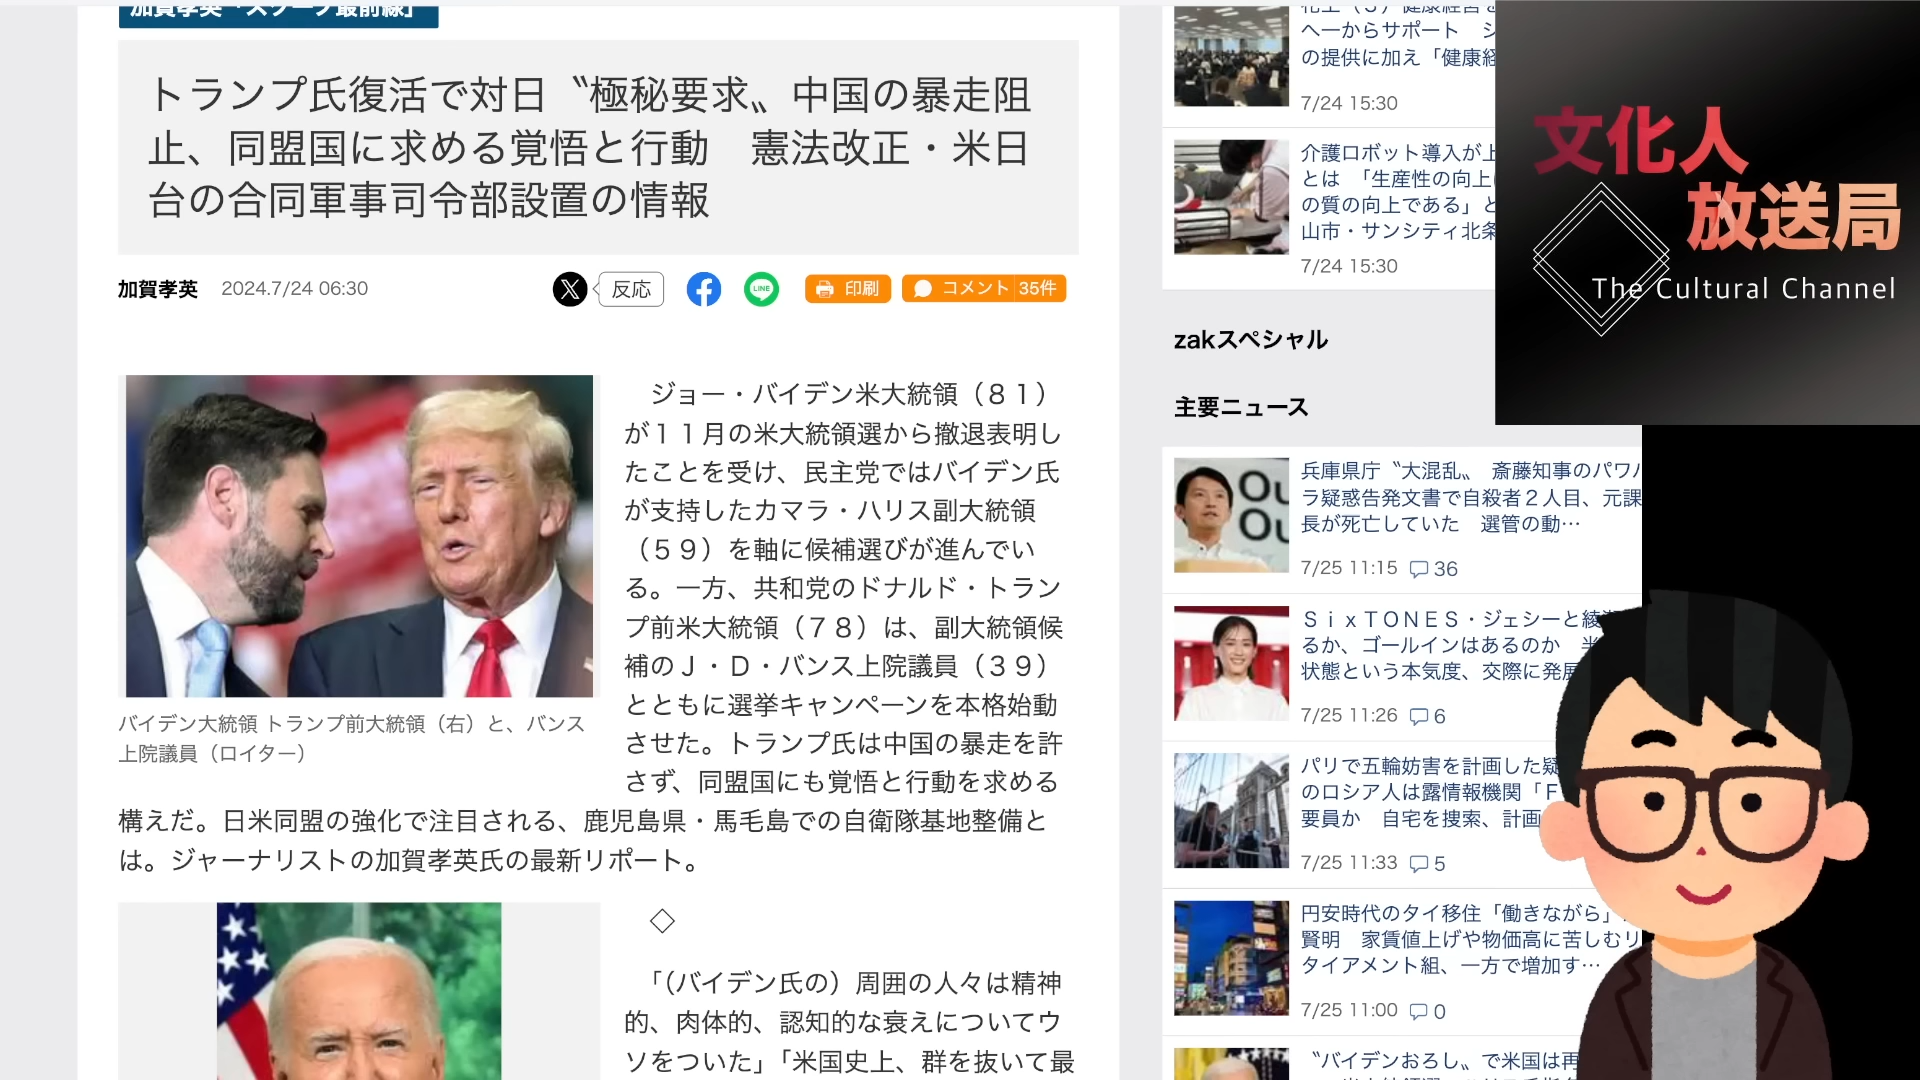 加賀孝英「スクープ最前線」
トランプ氏復活で対日〝極秘要求〟中国の暴走阻
止、同盟国に求める覚悟と行動　憲法改正・米日
台の合同軍事司令部設置の情報
加賀孝英 2024.7/24 06:30
反応
LINE
印刷
コメント 35件
ジョー・バイデン米大統領（８１）
が１１月の米大統領選から撤退表明し
たことを受け、民主党ではバイデン氏
が支持したカマラ・ハリス副大統領
（５９）を軸に候補選びが進んでい
る。一方、共和党のドナルド・トラン
プ前米大統領（７８）は、副大統領候
補のＪ・Ｄ・バンス上院議員（３９）
とともに選挙キャンペーンを本格始動
させた。トランプ氏は中国の暴走を許
さず、同盟国にも覚悟と行動を求める
構えだ。日米同盟の強化で注目される、鹿児島県・馬毛島での自衛隊基地整備と
は。ジャーナリストの加賀孝英氏の最新リポート。
バイデン大統領 トランプ前大統領（右）と、バンス
上院議員（ロイター）
◇
「（バイデン氏の）周囲の人々は精神
的、肉体的、認知的な衰えについてウ
ソをついた」「米国史上、群を抜いて最
へーからサポート　シ
の提供に加え「健康経
7/24 15:30
介護ロボット導入が上
とは　「生産性の向上
の質の向上である」と
山市・サンシティ北条
7/24 15:30
zakスペシャル
主要ニュース
兵庫県庁〝大混乱〟 斎藤知事のパワハ
ラ疑惑告発文書で自殺者２人目、元課
長が死亡していた　選管の動…
7/25 11:15 36
ＳｉｘＴＯＮＥＳ・ジェシーと綾
るか、ゴールインはあるのか
状態という本気度、交際に発展
7/25 11:26 6
パリで五輪妨害を計画した疑
のロシア人は露情報機関「Ｆ
要員か　自宅を捜索、計画
7/25 11:33 5
円安時代のタイ移住「働きながら」
賢明　家賃値上げや物価高に苦しむリ
タイアメント組、一方で増加す…
7/25 11:00 0
〝バイデンおろし〟で米国は再
文化人
放送局
The Cultural Channel